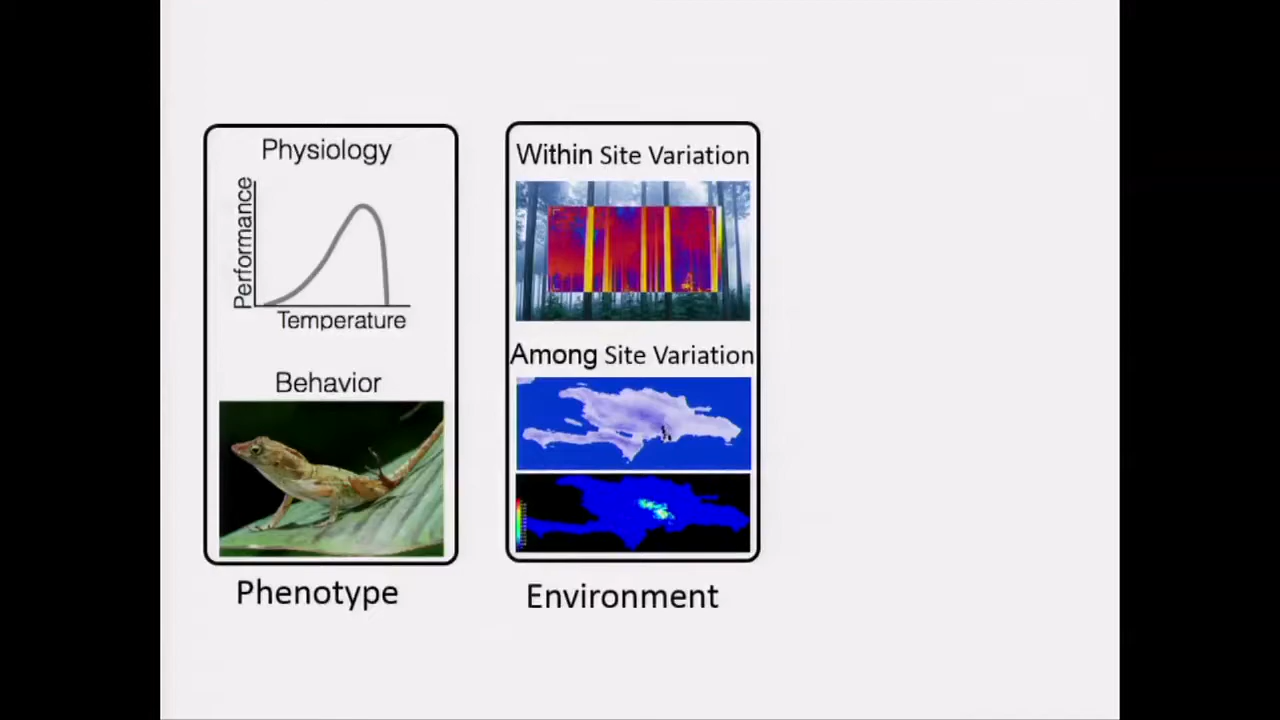 Physiology
Performance
Temperature
Behavior
Phenotype
Within Site Variation
Among Site Variation
Environment